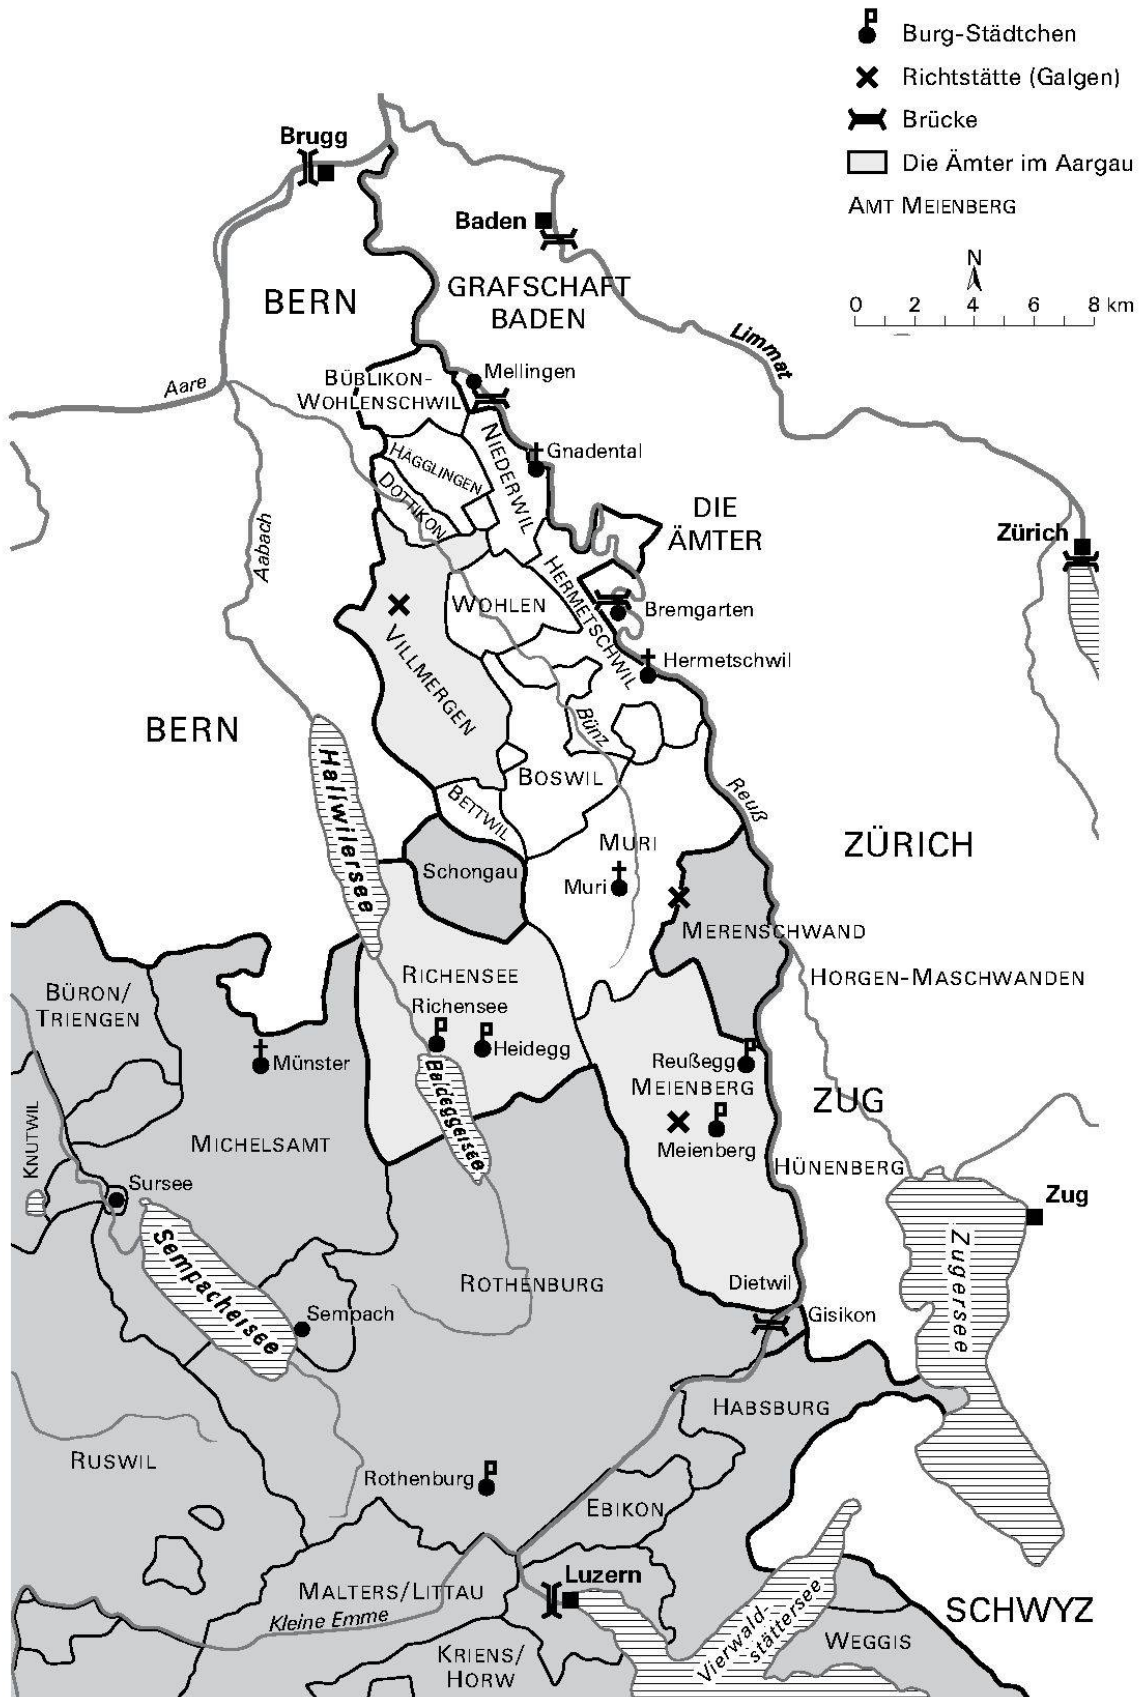 Burg-Städtchen
Richtstätte (Galgen)
Brücke
Die Ämter im Aargau
AMT MEIENBERG
N
0 2 4 6 8 km
Brugg
Baden
BERN
GRAFSCHAFT
BADEN
Limmat
Aare
Mellingen
BÜBLIKON-
WOHLENSCHWIL
NIEDERWIL
Gnadental
HÄGGLINGEN
DOTTIKON
DIE
ÄMTER
Zürich
Aabach
WOHLEN
HERMETSCHWIL
Bremgarten
VILLMERGEN
Hermetschwil
BERN
Bünz
BOSWIL
BETTWIL
Reuß
Hallwilersee
ZÜRICH
MURI
Schongau
Muri
MERENSCHWAND
RICHENSEE
HORGEN-MASCHWANDEN
BÜRON/
TRIENGEN
Richensee
Heidegg
Münster
Reußegg
MEIENBERG
Baldeggersee
ZUG
KNUTWIL
MICHELSAMT
Meienberg
HÜNENBERG
Sursee
Zug
Sempachersee
ROTHENBURG
Dietwil
Zugersee
Sempach
Gisikon
HABSBURG
RUSWIL
Rothenburg
EBIKON
Luzern
MALTERS/LITTAU
Kleine Emme
SCHWYZ
Vierwald-
stättersee
WEGGIS
KRIENS/
HORW